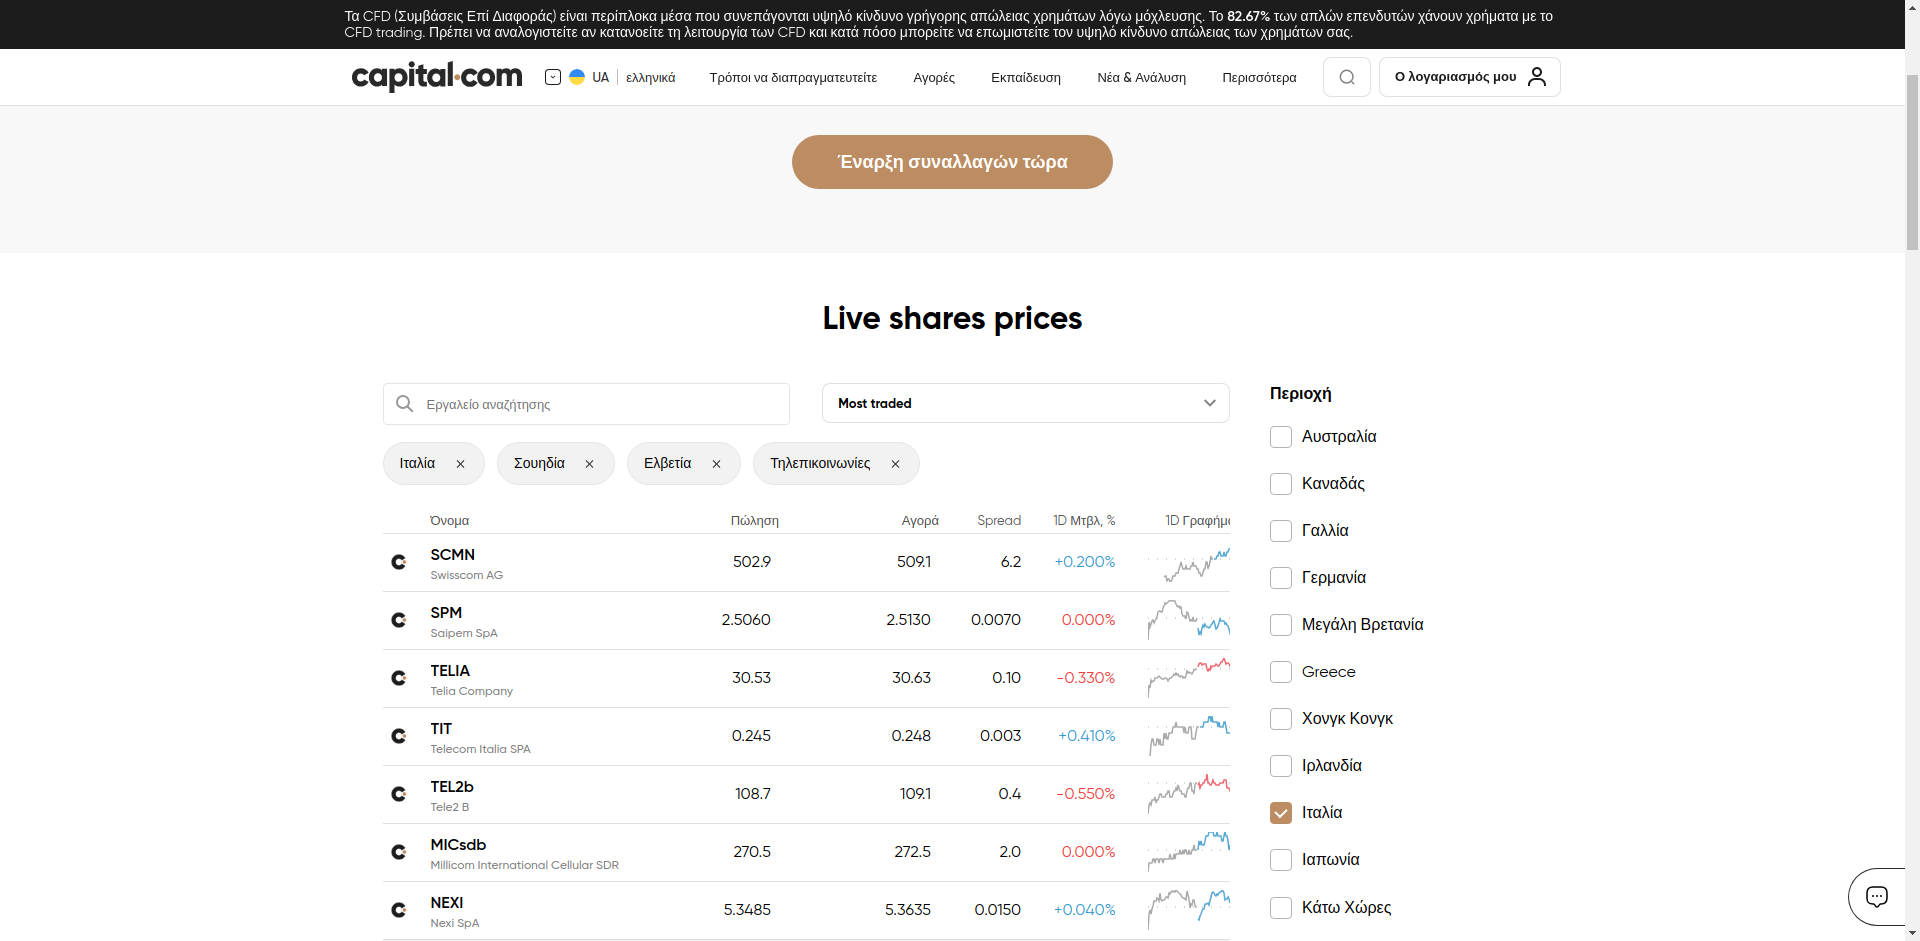 Τα CFD (Συμβάσεις Επί Διαφοράς) είναι περίπλοκα μέσα που συνεπάγονται υψηλό κίνδυνο γρήγορης απώλειας χρημάτων λόγω μόχλευσης. Το 82.67% των απλών επενδυτών χάνουν χρήματα με το
CFD trading. Πρέπει να αναλογιστείτε αν κατανοείτε τη λειτουργία των CFD και κατά πόσο μπορείτε να επωμιστείτε τον υψηλό κίνδυνο απώλειας των χρημάτων σας.
capital.com UA ελληνικά Τρόποι να διαπραγματευτείτε Αγορές Εκπαίδευση Νέα & Ανάλυση Περισσότερα Ο λογαριασμός μου
Έναρξη συναλλαγών τώρα
Live shares prices
Εργαλείο αναζήτησης Most traded
Ιταλία Σουηδία Ελβετία Τηλεπικοινωνίες
Όνομα Πώληση Αγορά Spread 1D Μτβλ, % 1D Γραφήμα
SCMN 502.9 509.1 6.2 +0.200%
Swisscom AG
SPM 2.5060 2.5130 0.0070 0.000%
Saipem SpA
TELIA 30.53 30.63 0.10 -0.330%
Telia Company
TIT 0.245 0.248 0.003 +0.410%
Telecom Italia SPA
TEL2b 108.7 109.1 0.4 -0.550%
Tele2 B
MICsdb 270.5 272.5 2.0 0.000%
Millicom International Cellular SDR
NEXI 5.3485 5.3635 0.0150 +0.040%
Nexi SpA
Περιοχή
Αυστραλία
Καναδάς
Γαλλία
Γερμανία
Μεγάλη Βρετανία
Greece
Χονγκ Κονγκ
Ιρλανδία
Ιταλία
Ιαπωνία
Κάτω Χώρες